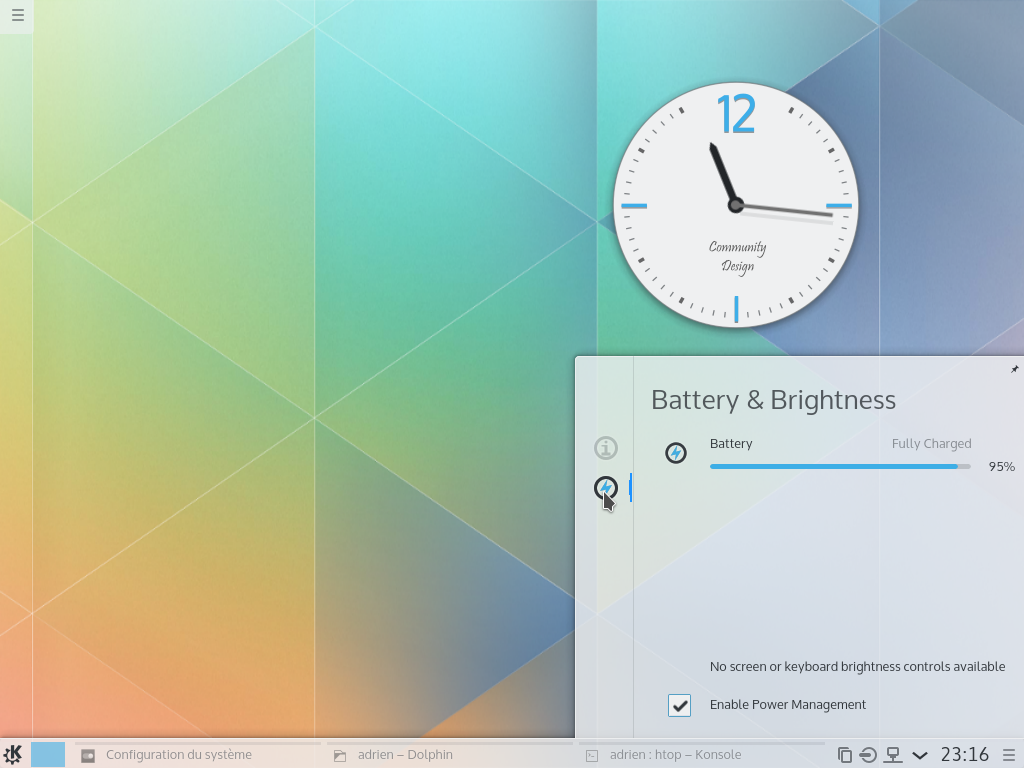 12
Community
Design
Battery & Brightness
Battery Fully Charged
95%
No screen or keyboard brightness controls available
Enable Power Management
Configuration du système adrien – Dolphin adrien : htop – Konsole 23:16